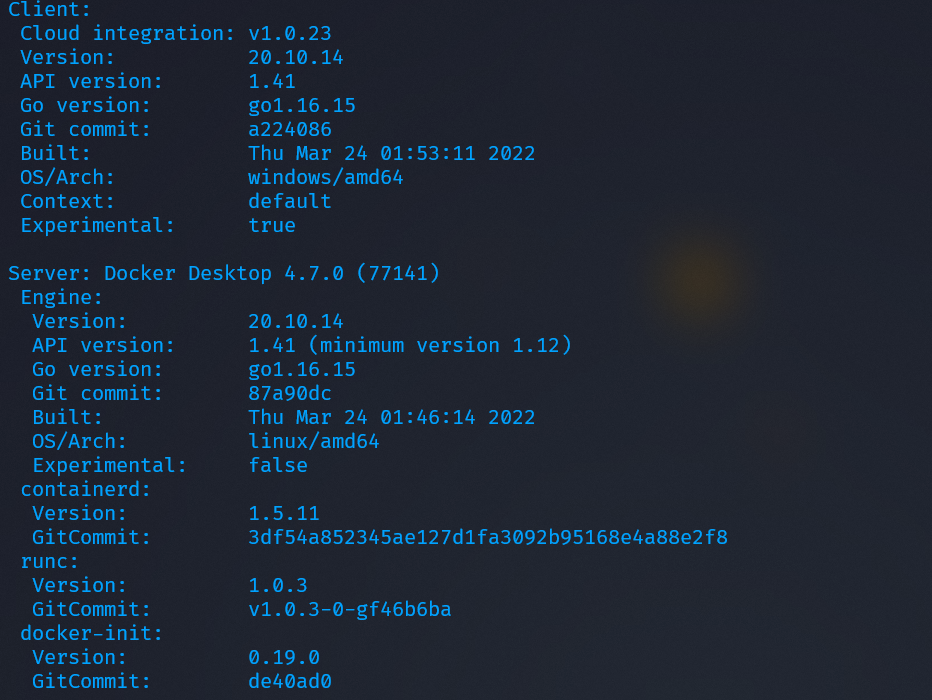 Client:
 Cloud integration: v1.0.23
 Version:           20.10.14
 API version:       1.41
 Go version:        go1.16.15
 Git commit:        a224086
 Built:             Thu Mar 24 01:53:11 2022
 OS/Arch:           windows/amd64
 Context:           default
 Experimental:      true

Server: Docker Desktop 4.7.0 (77141)
 Engine:
  Version:          20.10.14
  API version:      1.41 (minimum version 1.12)
  Go version:       go1.16.15
  Git commit:       87a90dc
  Built:            Thu Mar 24 01:46:14 2022
  OS/Arch:          linux/amd64
  Experimental:     false
 containerd:
  Version:          1.5.11
  GitCommit:        3df54a852345ae127d1fa3092b95168e4a88e2f8
 runc:
  Version:          1.0.3
  GitCommit:        v1.0.3-0-gf46b6ba
 docker-init:
  Version:          0.19.0
  GitCommit:        de40ad0